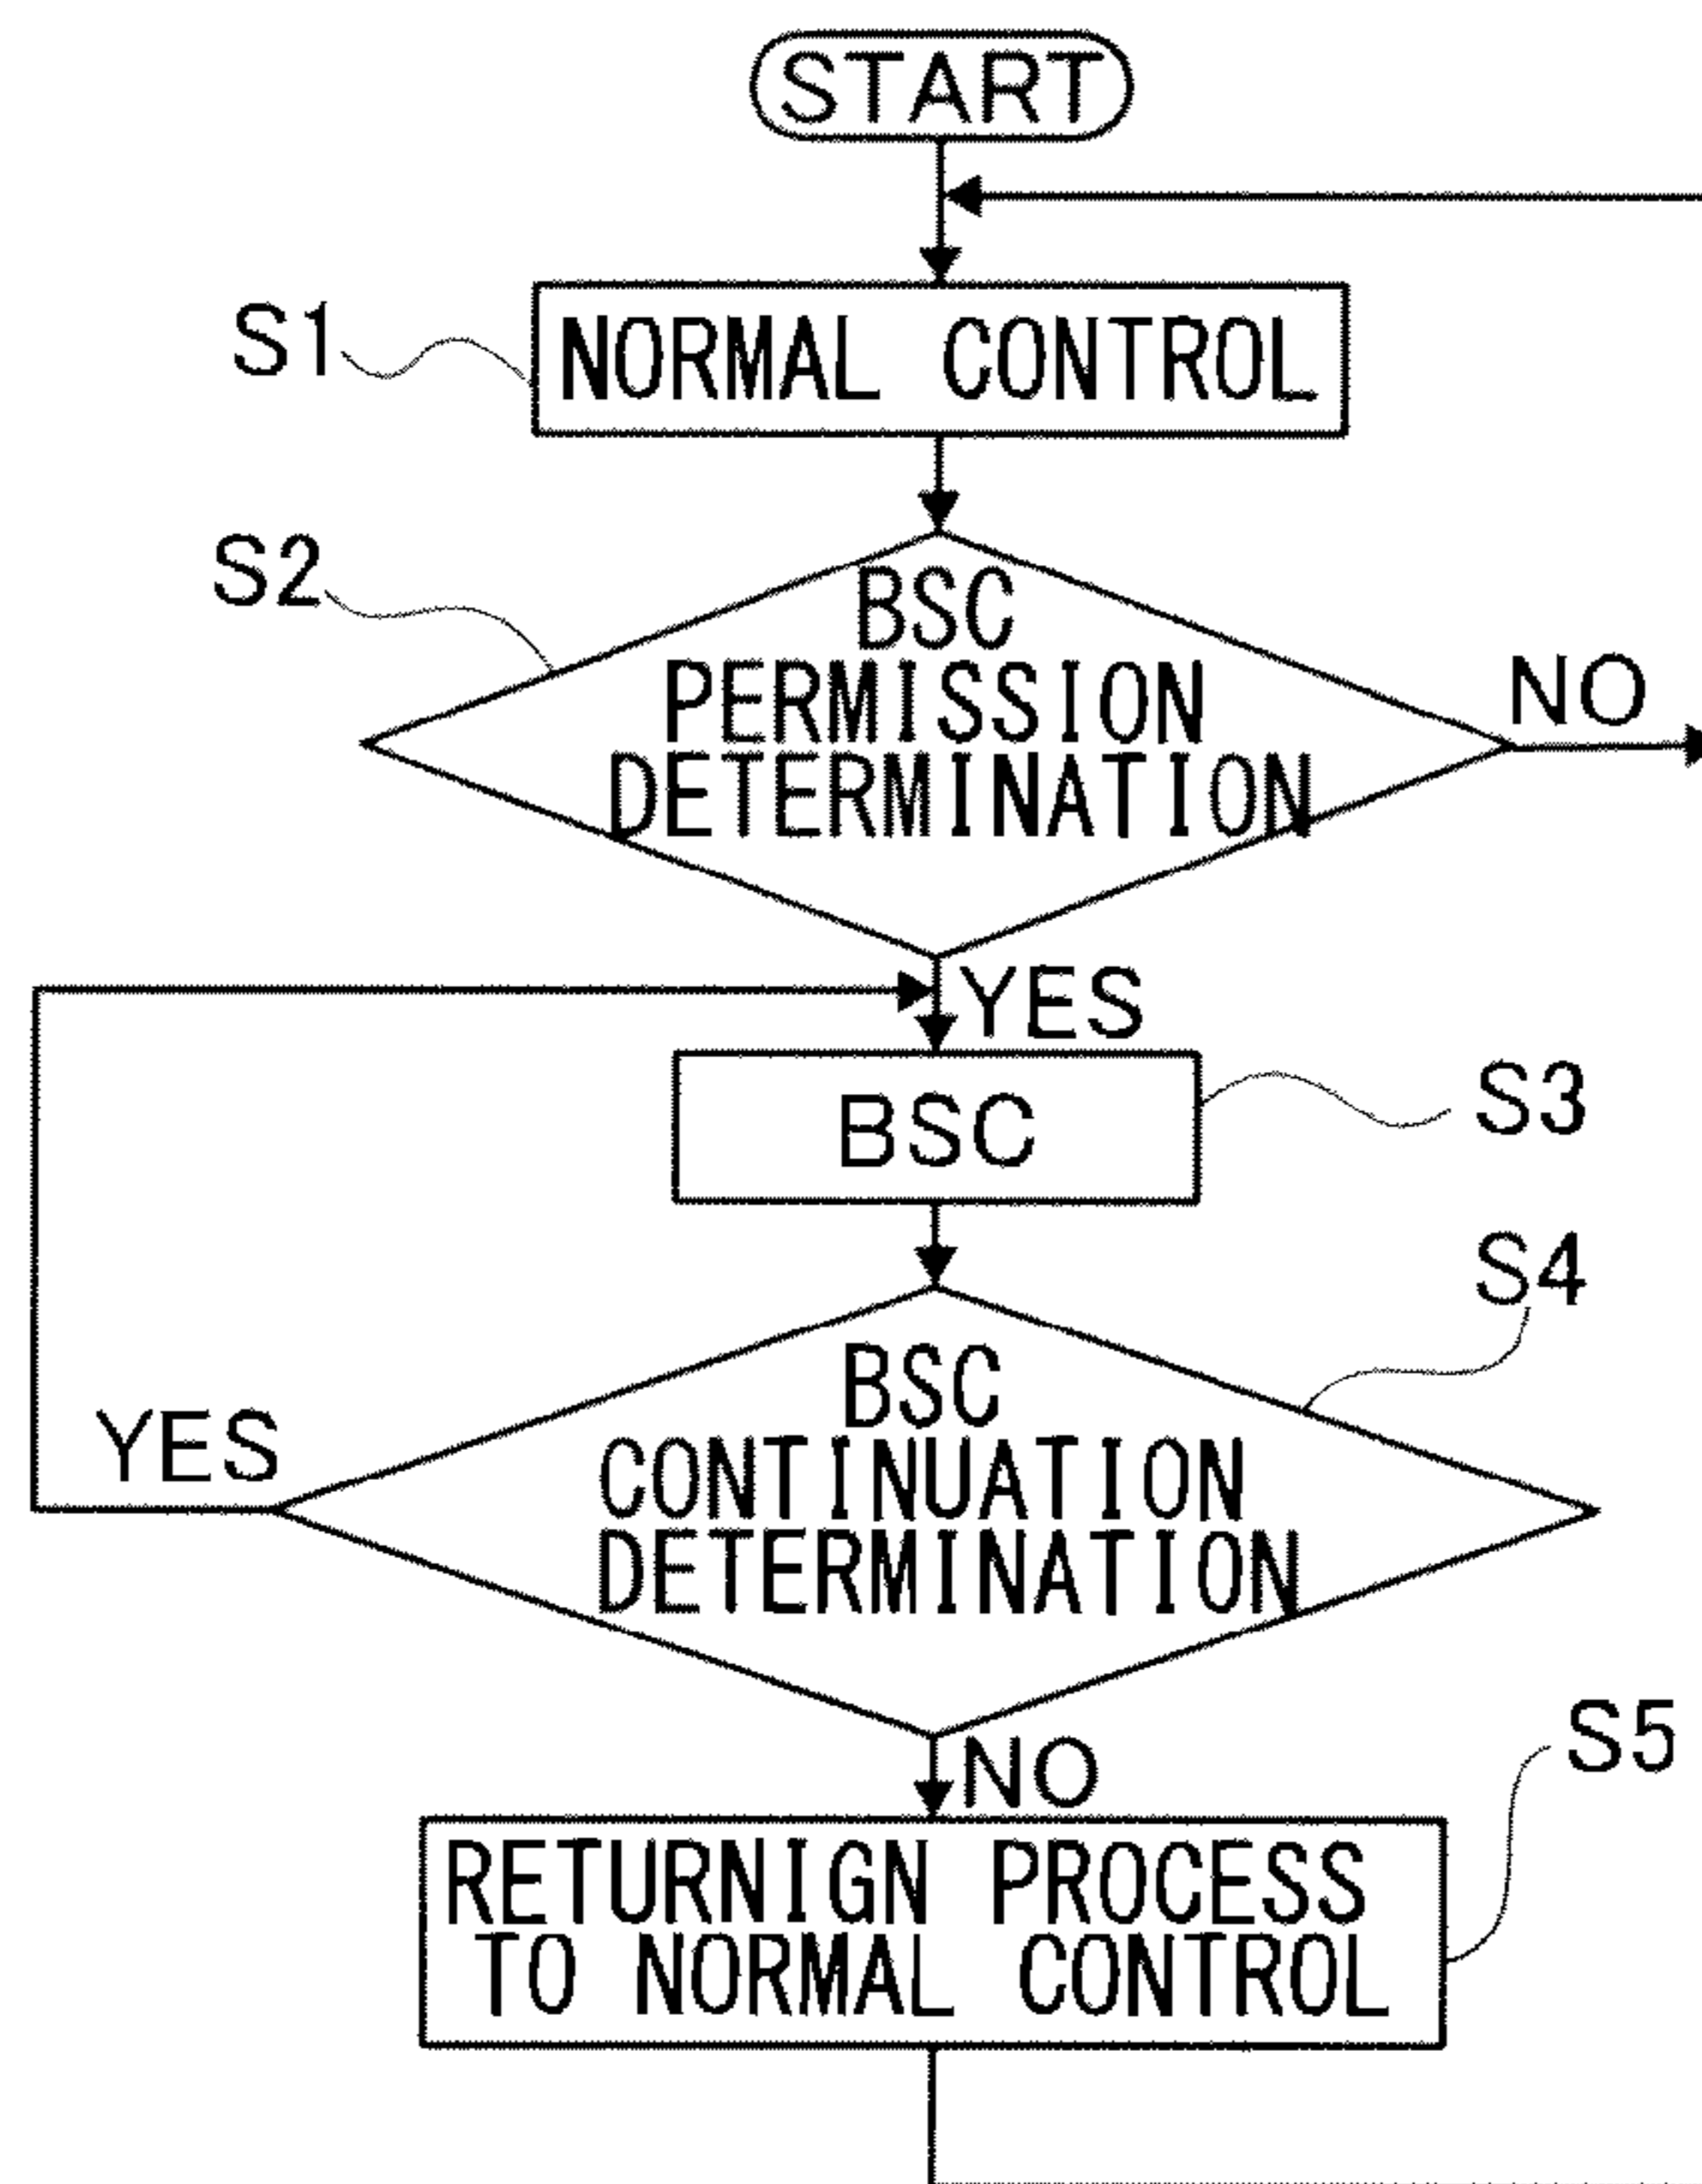 START
S1
NORMAL CONTROL
S2
BSC
PERMISSION
DETERMINATION
NO
YES
BSC
S3
S4
BSC
CONTINUATION
DETERMINATION
YES
NO
S5
RETURNIGN PROCESS
TO NORMAL CONTROL